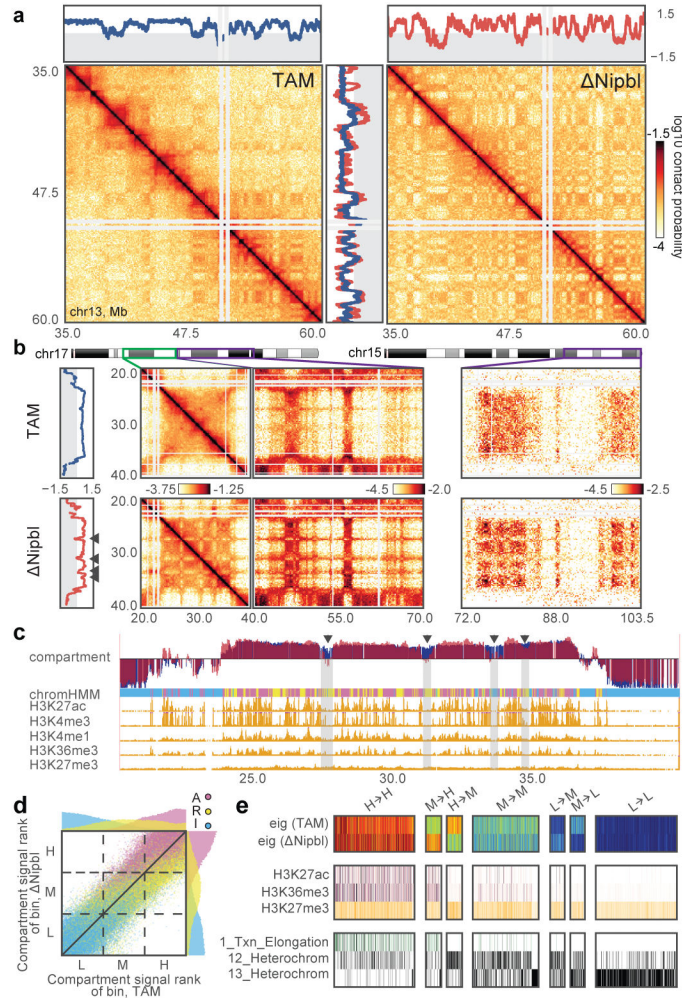 a
TAM
ΔNipbl
1.5
-1.5
35.0
47.5
60.0
chr13, Mb
35.0 47.5 60.0
35.0 47.5 60.0
-1.5
-4
log10 contact probability
b
chr17
chr15
TAM
20.0
30.0
40.0
-1.5 1.5
-3.75 -1.25
-4.5 -2.0
-4.5 -2.5
ΔNipbl
20.0
30.0
40.0
20.0 30.0 40.0
55.0 70.0
72.0 88.0 103.5
c
compartment
chromHMM
H3K27ac
H3K4me3
H3K4me1
H3K36me3
H3K27me3
25.0 30.0 35.0
d
A
R
I
Compartment signal rank
of bin, ΔNipbl
H
M
L
L M H
Compartment signal rank
of bin, TAM
e
H→H
M→H
H→M
M→M
L→M
M→L
L→L
eig (TAM)
eig (ΔNipbl)
H3K27ac
H3K36me3
H3K27me3
1_Txn_Elongation
12_Heterochrom
13_Heterochrom